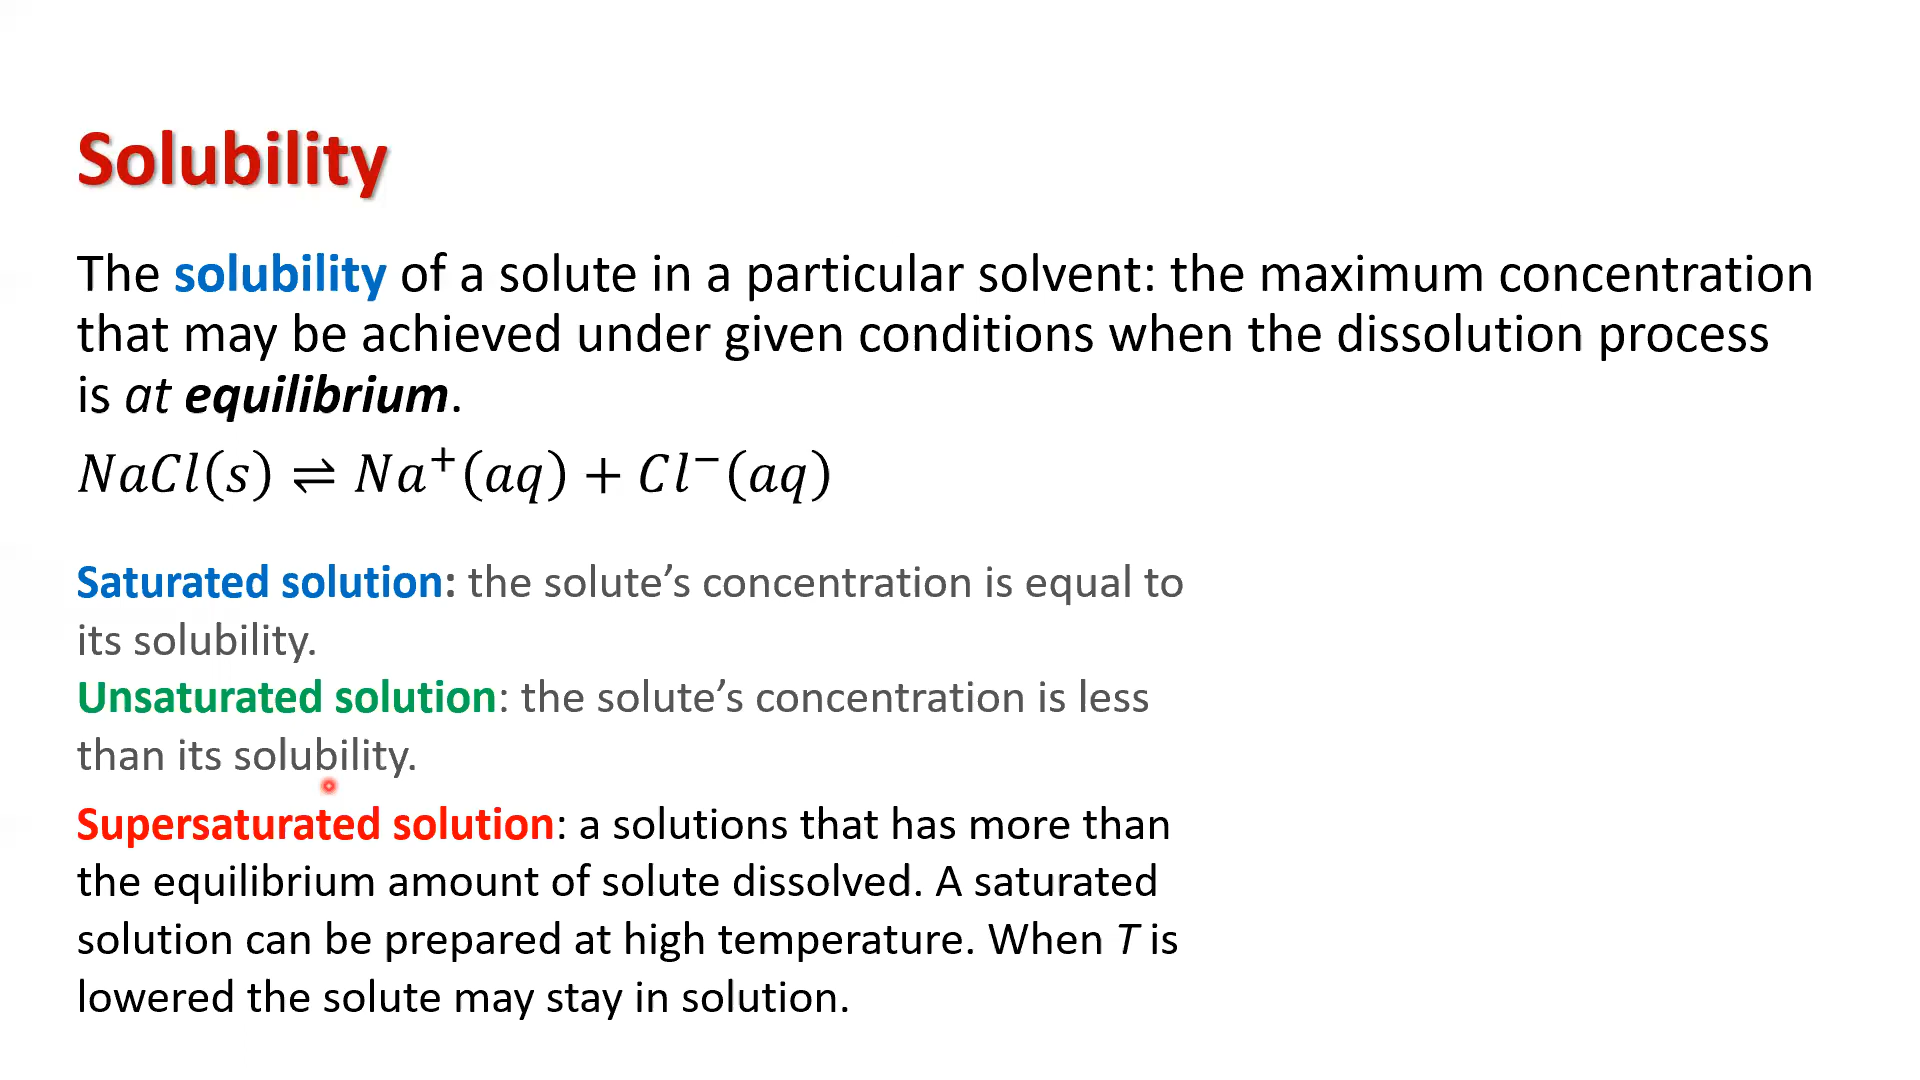 Solubility
The solubility of a solute in a particular solvent: the maximum concentration
that may be achieved under given conditions when the dissolution process
is at equilibrium.
NaCl(s) ⇌ Na⁺(aq) + Cl⁻(aq)
Saturated solution: the solute’s concentration is equal to
its solubility.
Unsaturated solution: the solute’s concentration is less
than its solubility.
Supersaturated solution: a solutions that has more than
the equilibrium amount of solute dissolved. A saturated
solution can be prepared at high temperature. When T is
lowered the solute may stay in solution.